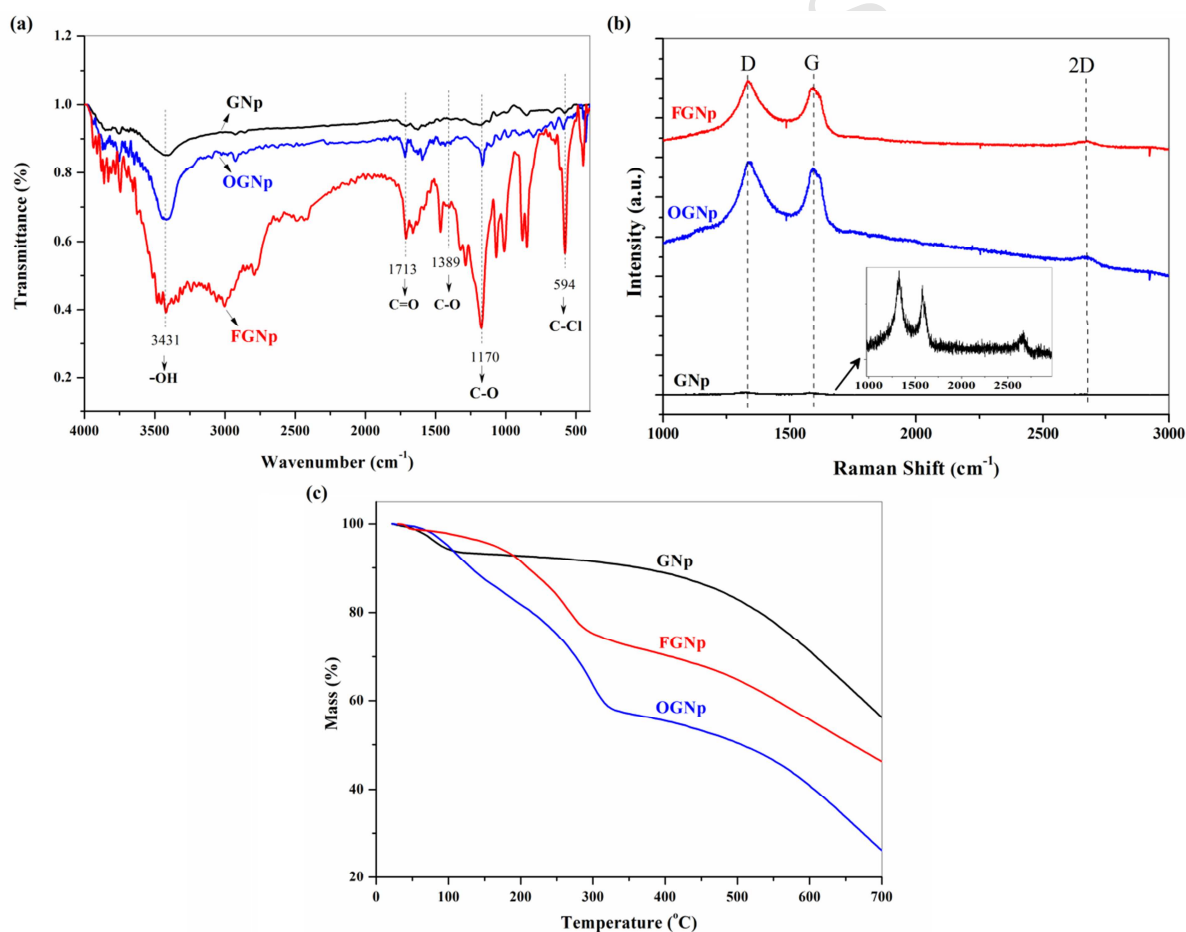 (a)
1.2
1.0
0.8
0.6
0.4
0.2
Transmittance (%)
GNp
OGNp
FGNp
3431
-OH
1713
C=O
1389
C-O
1170
C-O
594
C-Cl
4000 3500 3000 2500 2000 1500 1000 500
Wavenumber (cm-1)
(b)
D G 2D
FGNp
OGNp
GNp
Intensity (a.u.)
1000 1500 2000 2500
1000 1500 2000 2500 3000
Raman Shift (cm-1)
(c)
100
80
60
40
20
Mass (%)
GNp
FGNp
OGNp
0 100 200 300 400 500 600 700
Temperature (oC)